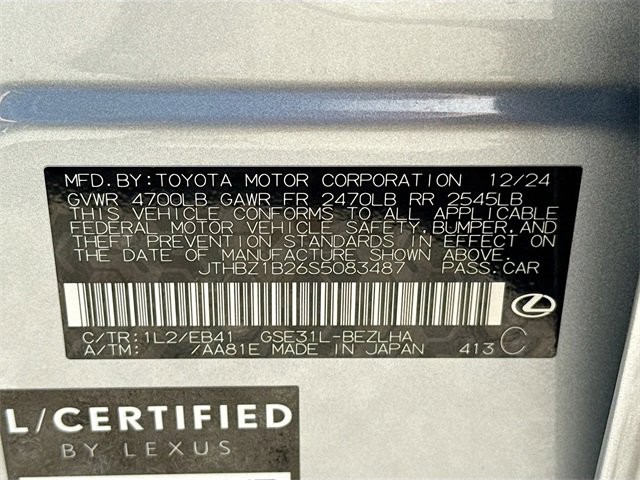 MFD.BY:TOYOTA MOTOR CORPORATION 12/24
GVWR 4700LB GAWR FR 2470LB RR 2545LB
THIS VEHICLE CONFORMS TO ALL APPLICABLE
FEDERAL MOTOR VEHICLE SAFETY,BUMPER,AND
THEFT PREVENTION STANDARDS IN EFFECT ON
THE DATE OF MANUFACTURE SHOWN ABOVE.
JTHBZ1B26S5083487 PASS.CAR
C/TR:1L2/EB41 GSE31L-BEZLHA
A/TM: /AA81E MADE IN JAPAN 413 C
L/CERTIFIED
BY LEXUS